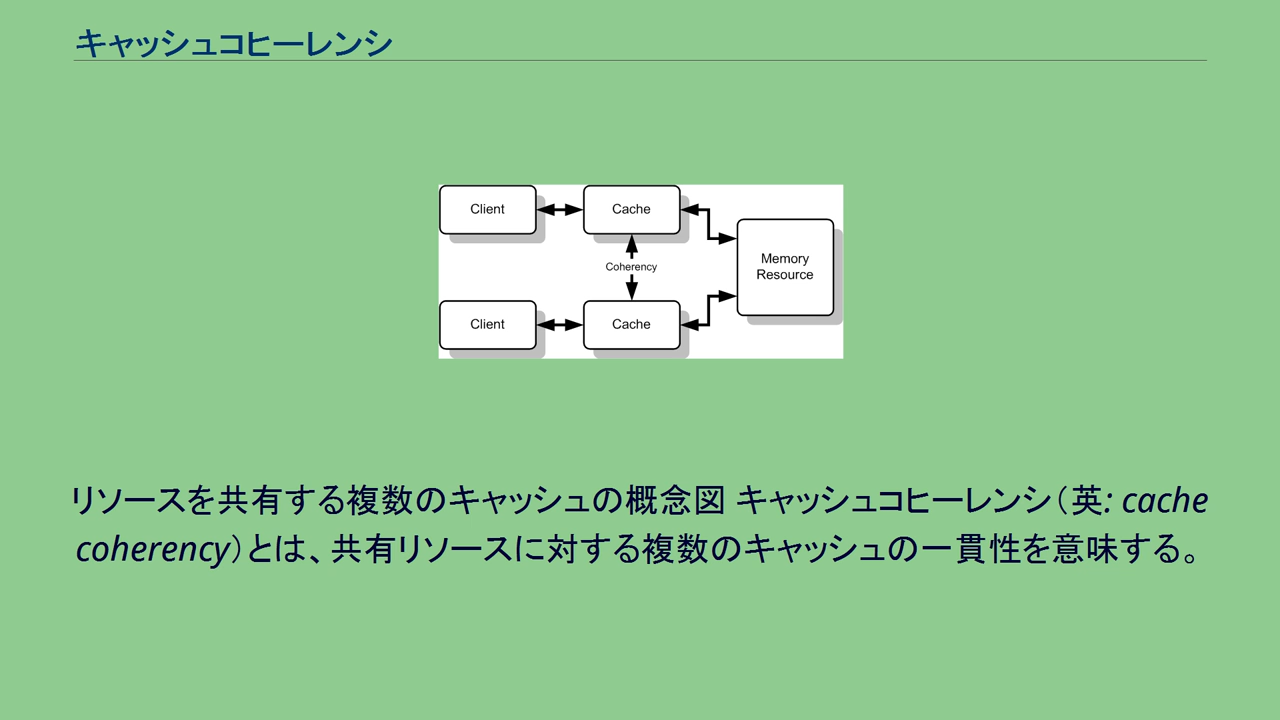 キャッシュコヒーレンシ
Client
Cache
Memory
Resource
Coherency
Client
Cache
リソースを共有する複数のキャッシュの概念図 キャッシュコヒーレンシ（英: cache
coherency）とは、共有リソースに対する複数のキャッシュの一貫性を意味する。